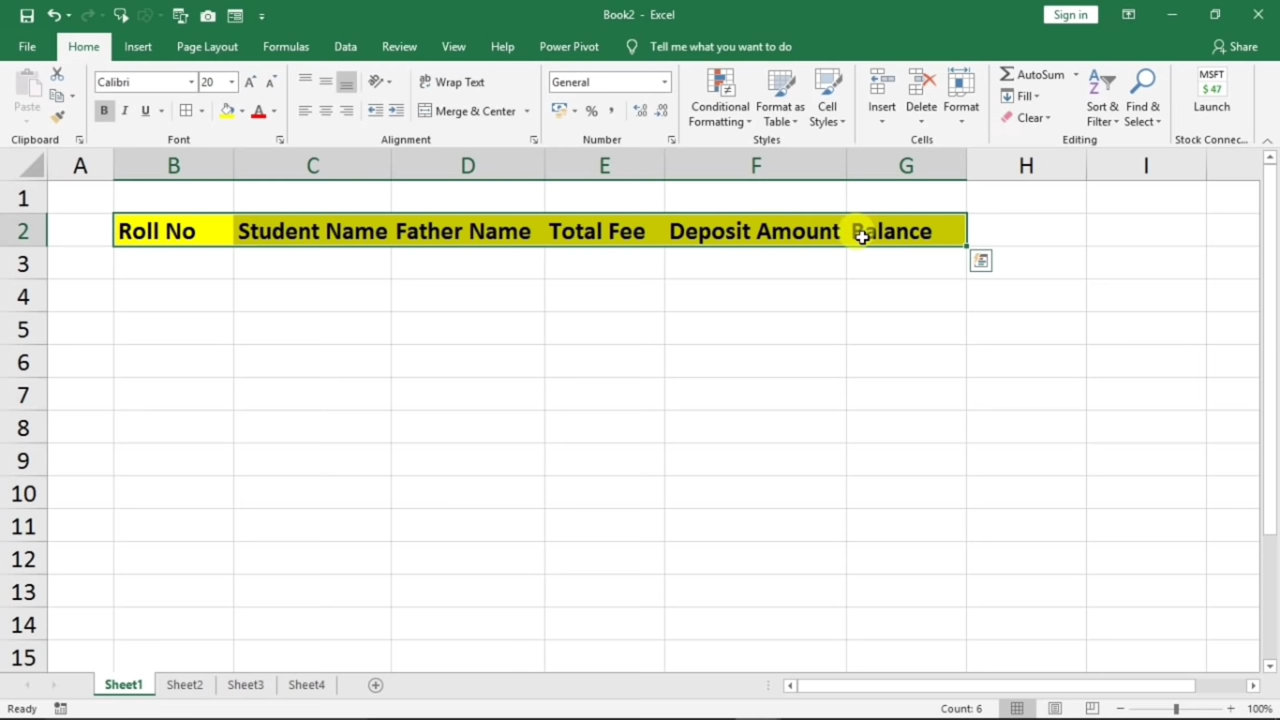 Book2 - Excel
Sign in
File Home Insert Page Layout Formulas Data Review View Help Power Pivot Tell me what you want to do Share
Paste Calibri 20 Wrap Text General Conditional Formatting Format as Table Cell Styles Insert Delete Format AutoSum Sort & Filter Find & Select MSFT $ 47 Launch
B I U A Merge & Center % , Fill
Clear
Clipboard Font Alignment Number Styles Cells Editing Stock Connec...
A B C D E F G H I
1
2 Roll No Student Name Father Name Total Fee Deposit Amount Balance
3
4
5
6
7
8
9
10
11
12
13
14
15
Sheet1 Sheet2 Sheet3 Sheet4
Ready Count: 6 100%